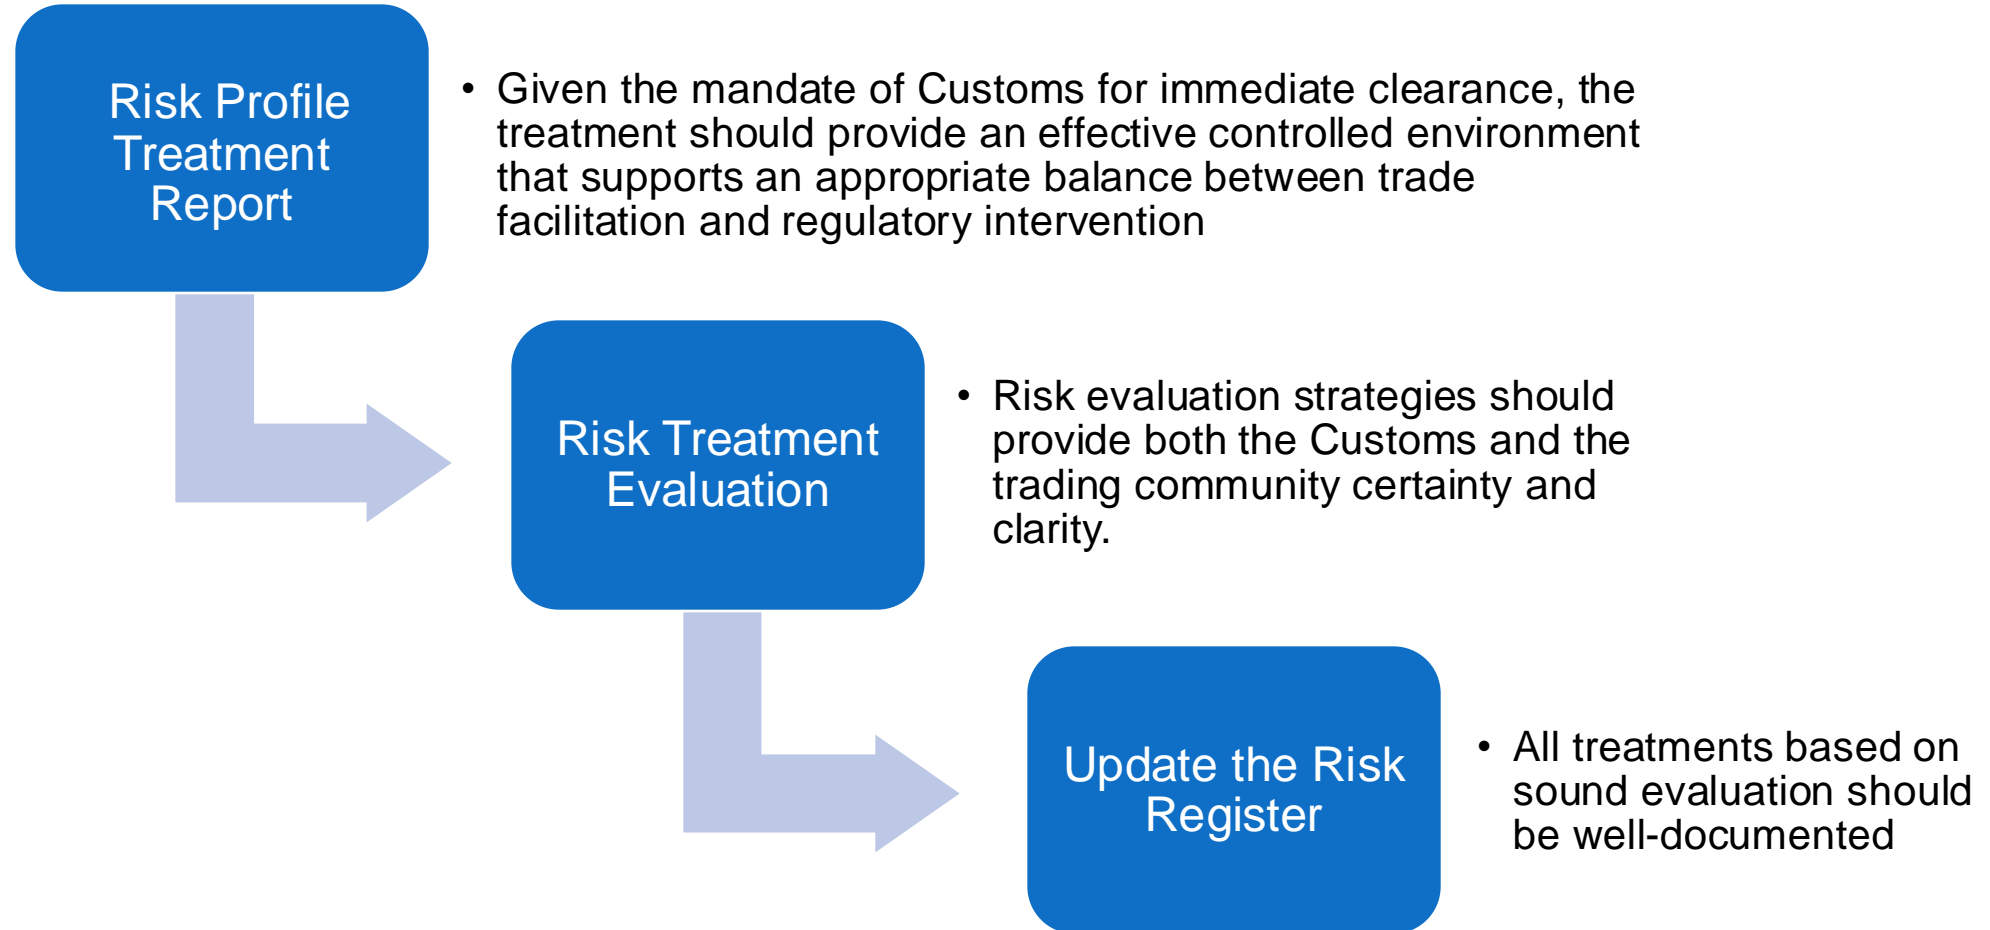 Risk Profile
Treatment
Report
• Given the mandate of Customs for immediate clearance, the
treatment should provide an effective controlled environment
that supports an appropriate balance between trade
facilitation and regulatory intervention
Risk Treatment
Evaluation
• Risk evaluation strategies should
provide both the Customs and the
trading community certainty and
clarity.
Update the Risk
Register
• All treatments based on
sound evaluation should
be well-documented